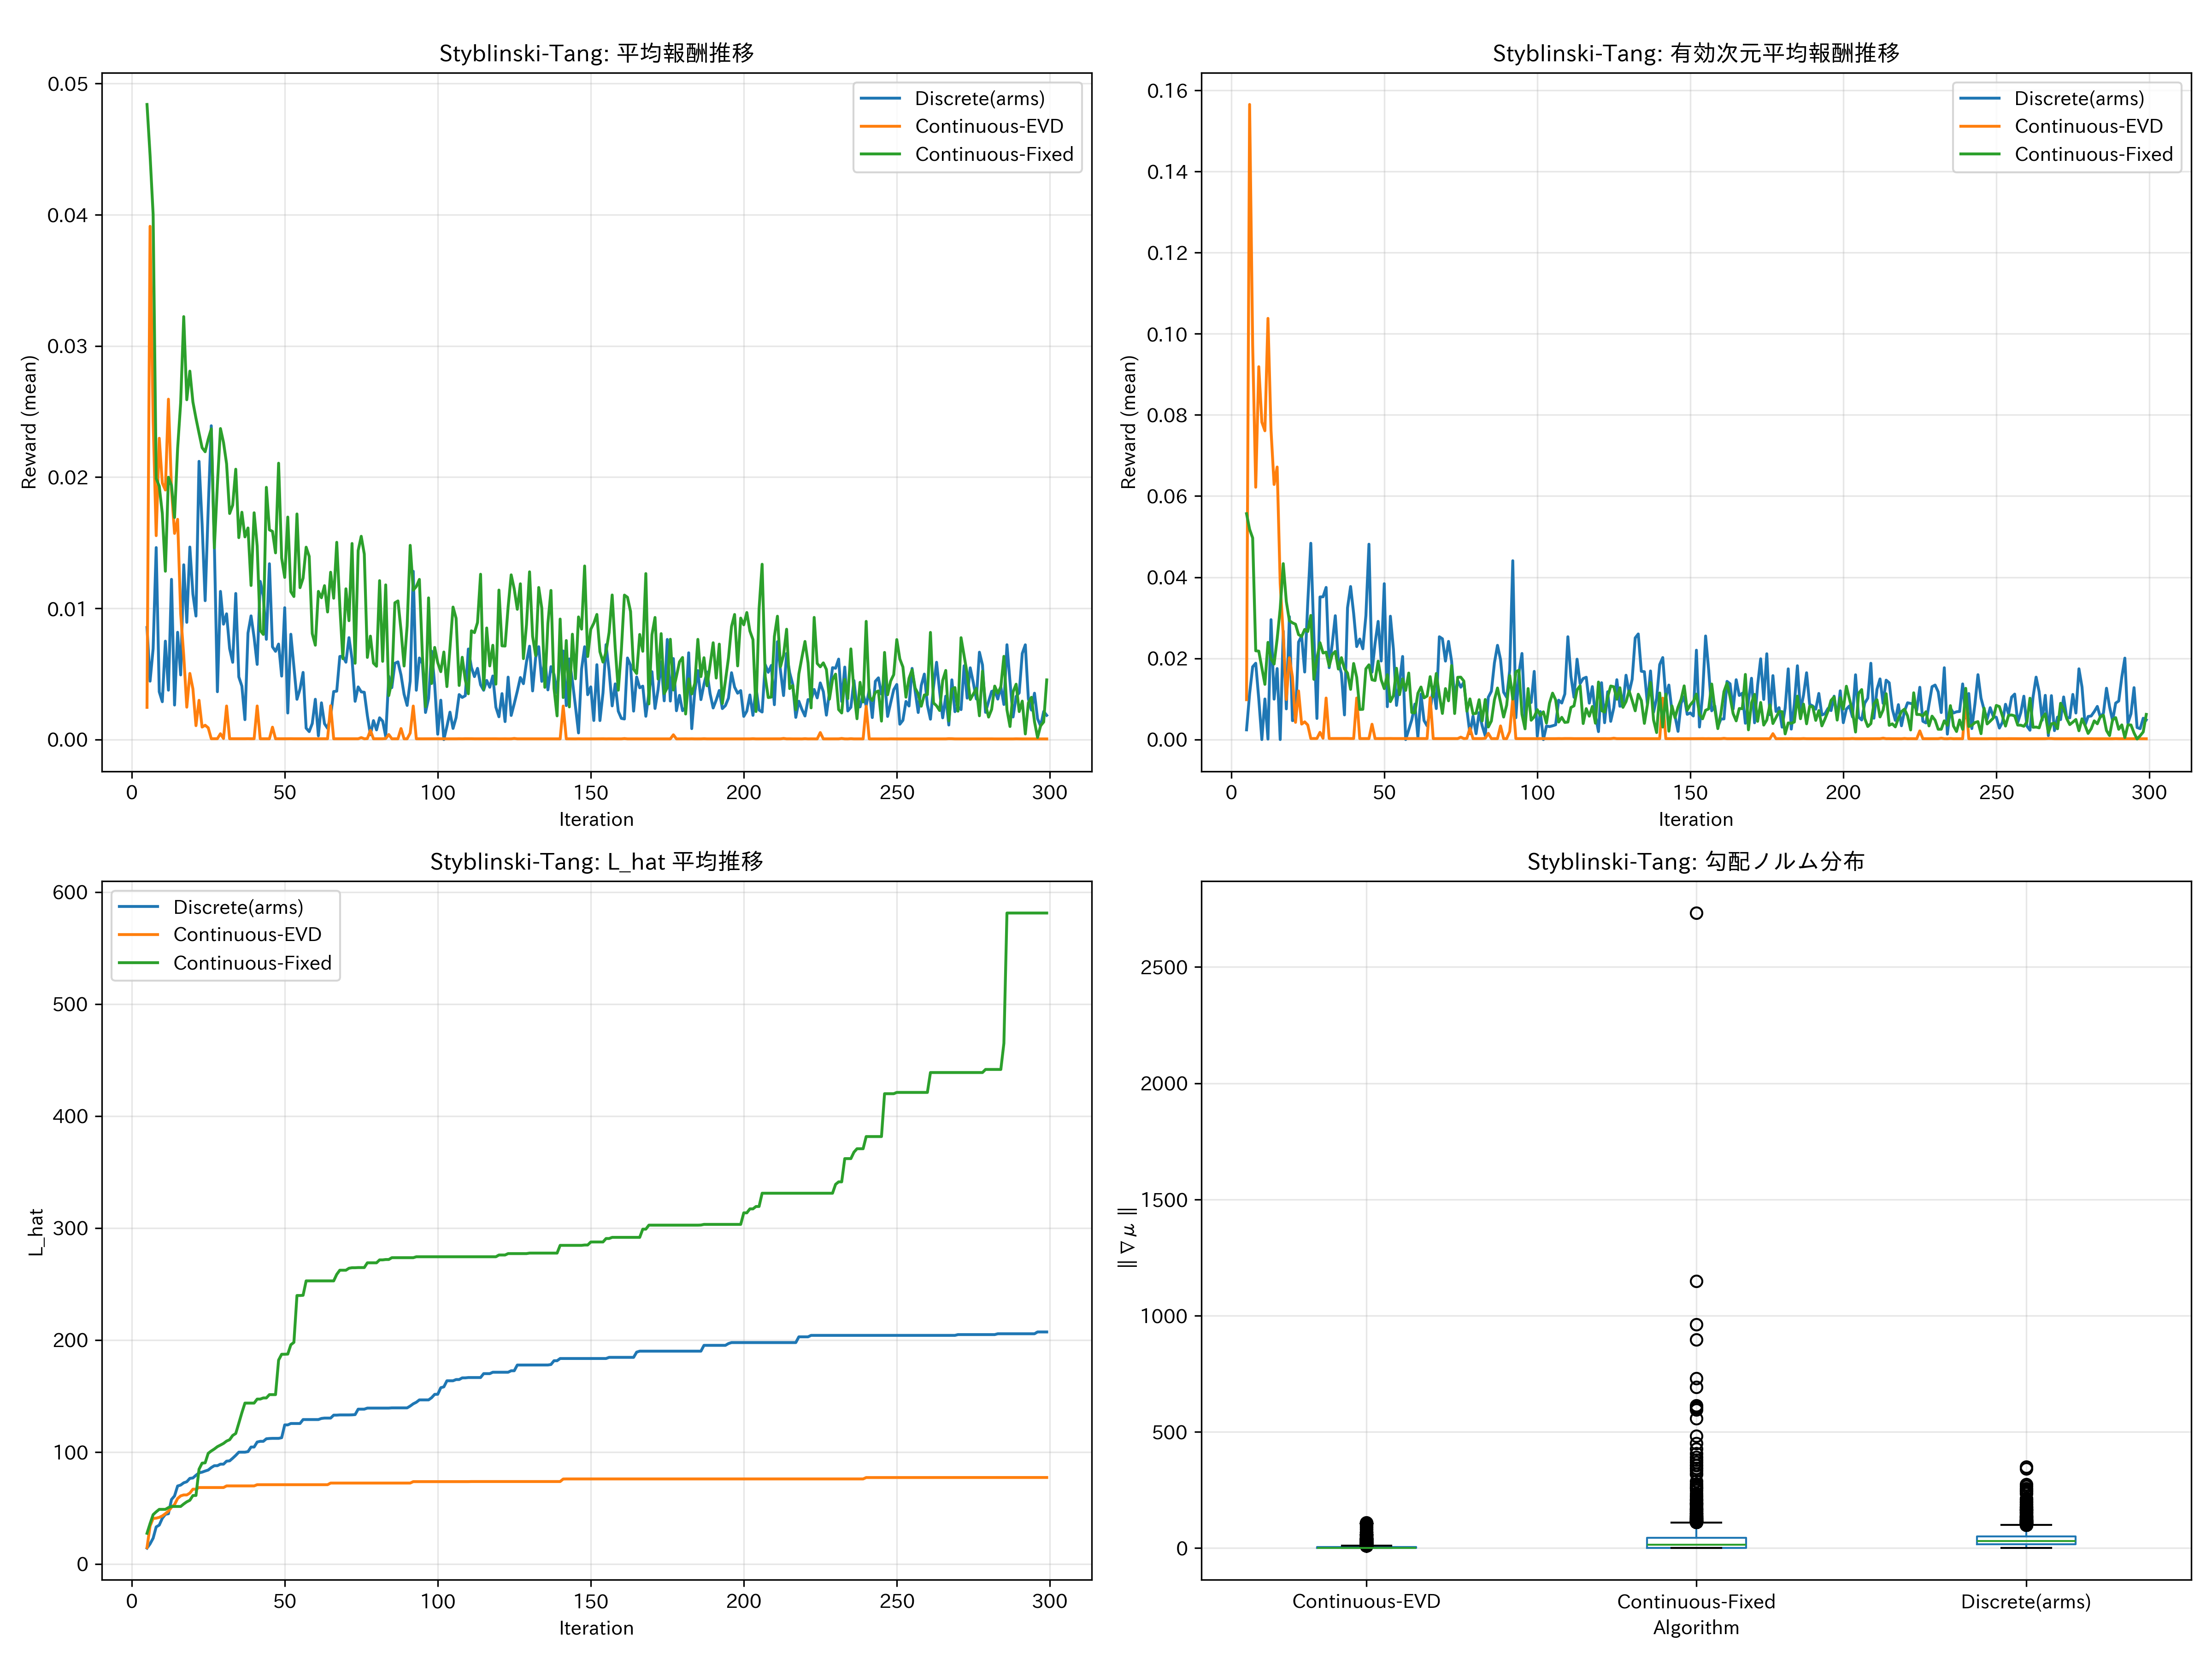 Styblinski-Tang: 平均報酬推移
Reward (mean)
0.05
0.04
0.03
0.02
0.01
0.00
Discrete(arms)
Continuous-EVD
Continuous-Fixed
0 50 100 150 200 250 300
Iteration
Styblinski-Tang: 有効次元平均報酬推移
Reward (mean)
0.16
0.14
0.12
0.10
0.08
0.06
0.04
0.02
0.00
Discrete(arms)
Continuous-EVD
Continuous-Fixed
0 50 100 150 200 250 300
Iteration
Styblinski-Tang: L_hat 平均推移
L_hat
600
500
400
300
200
100
0
Discrete(arms)
Continuous-EVD
Continuous-Fixed
0 50 100 150 200 250 300
Iteration
Styblinski-Tang: 勾配ノルム分布
‖∇μ‖
2500
2000
1500
1000
500
0
Continuous-EVD Continuous-Fixed Discrete(arms)
Algorithm